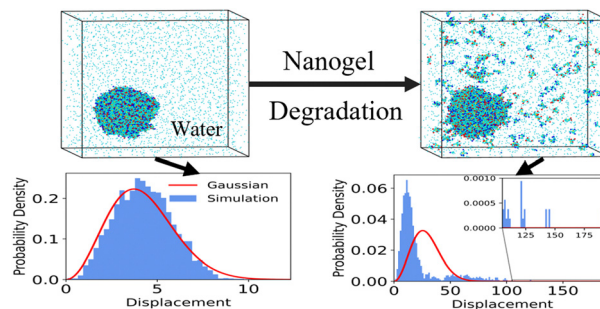 Nanogel
Degradation
Water
Probability Density
0.2
0.1
0.0
Gaussian
Simulation
0 5 10
Displacement
Probability Density
0.06
0.04
0.02
0.00
0.0010
0.0005
0.0000
125 150 175
0 50 100 150
Displacement